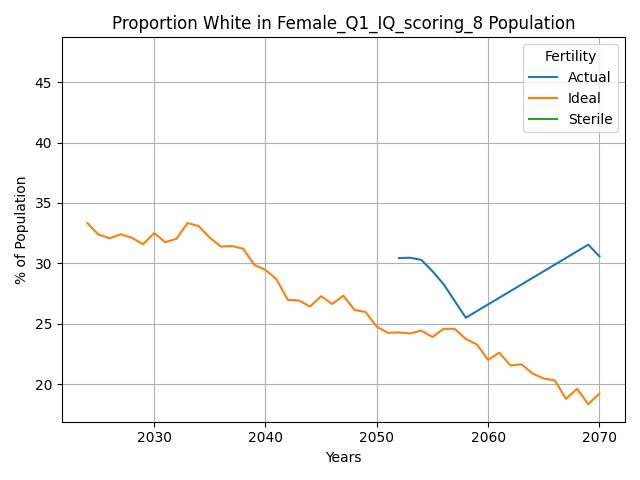 Proportion White in Female_Q1_IQ_scoring_8 Population
Fertility
Actual
Ideal
Sterile
% of Population
45
40
35
30
25
20
2030
2040
2050
2060
2070
Years